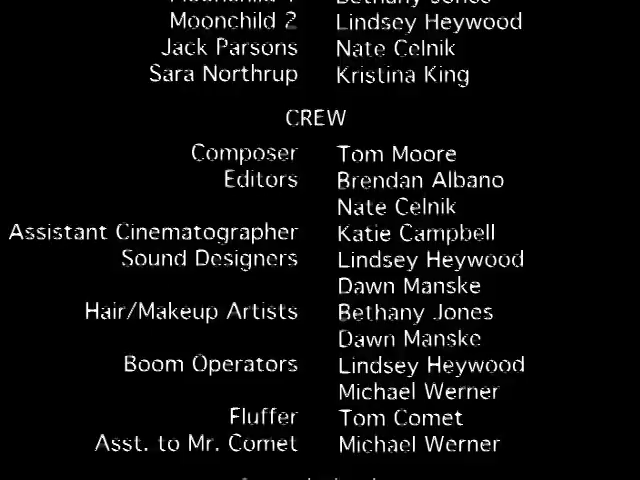 Moonchild 2 Lindsey Heywood
Jack Parsons Nate Celnik
Sara Northrup Kristina King
CREW
Composer Tom Moore
Editors Brendan Albano
Nate Celnik
Assistant Cinematographer Katie Campbell
Sound Designers Lindsey Heywood
Dawn Manske
Hair/Makeup Artists Bethany Jones
Dawn Manske
Boom Operators Lindsey Heywood
Michael Werner
Fluffer Tom Comet
Asst. to Mr. Comet Michael Werner